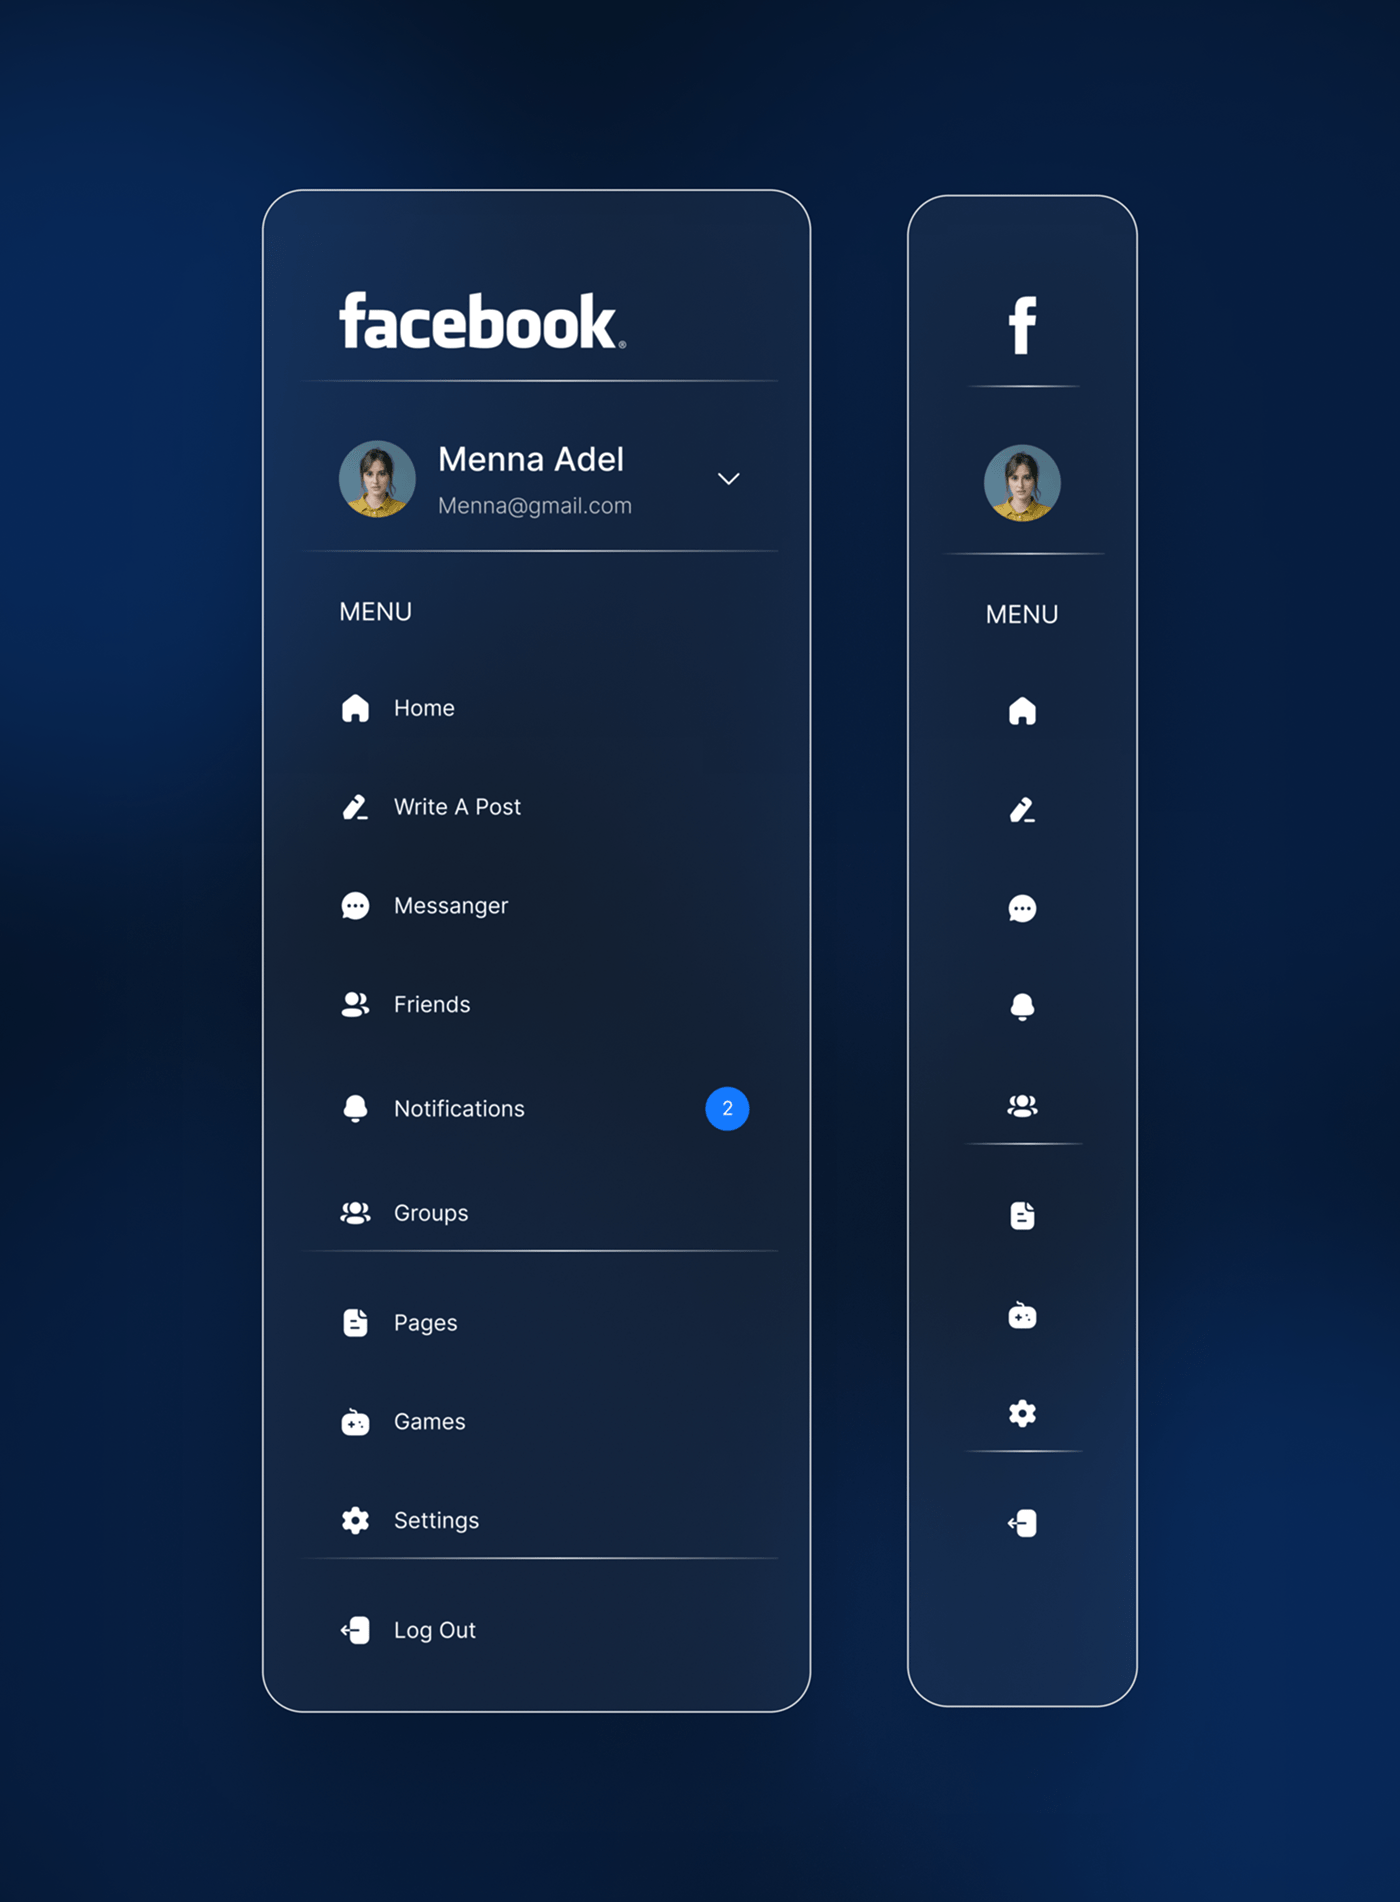 facebook®
Menna Adel
Menna@gmail.com
MENU
Home
Write A Post
Messanger
Friends
Notifications 2
Groups
Pages
Games
Settings
Log Out
f
MENU